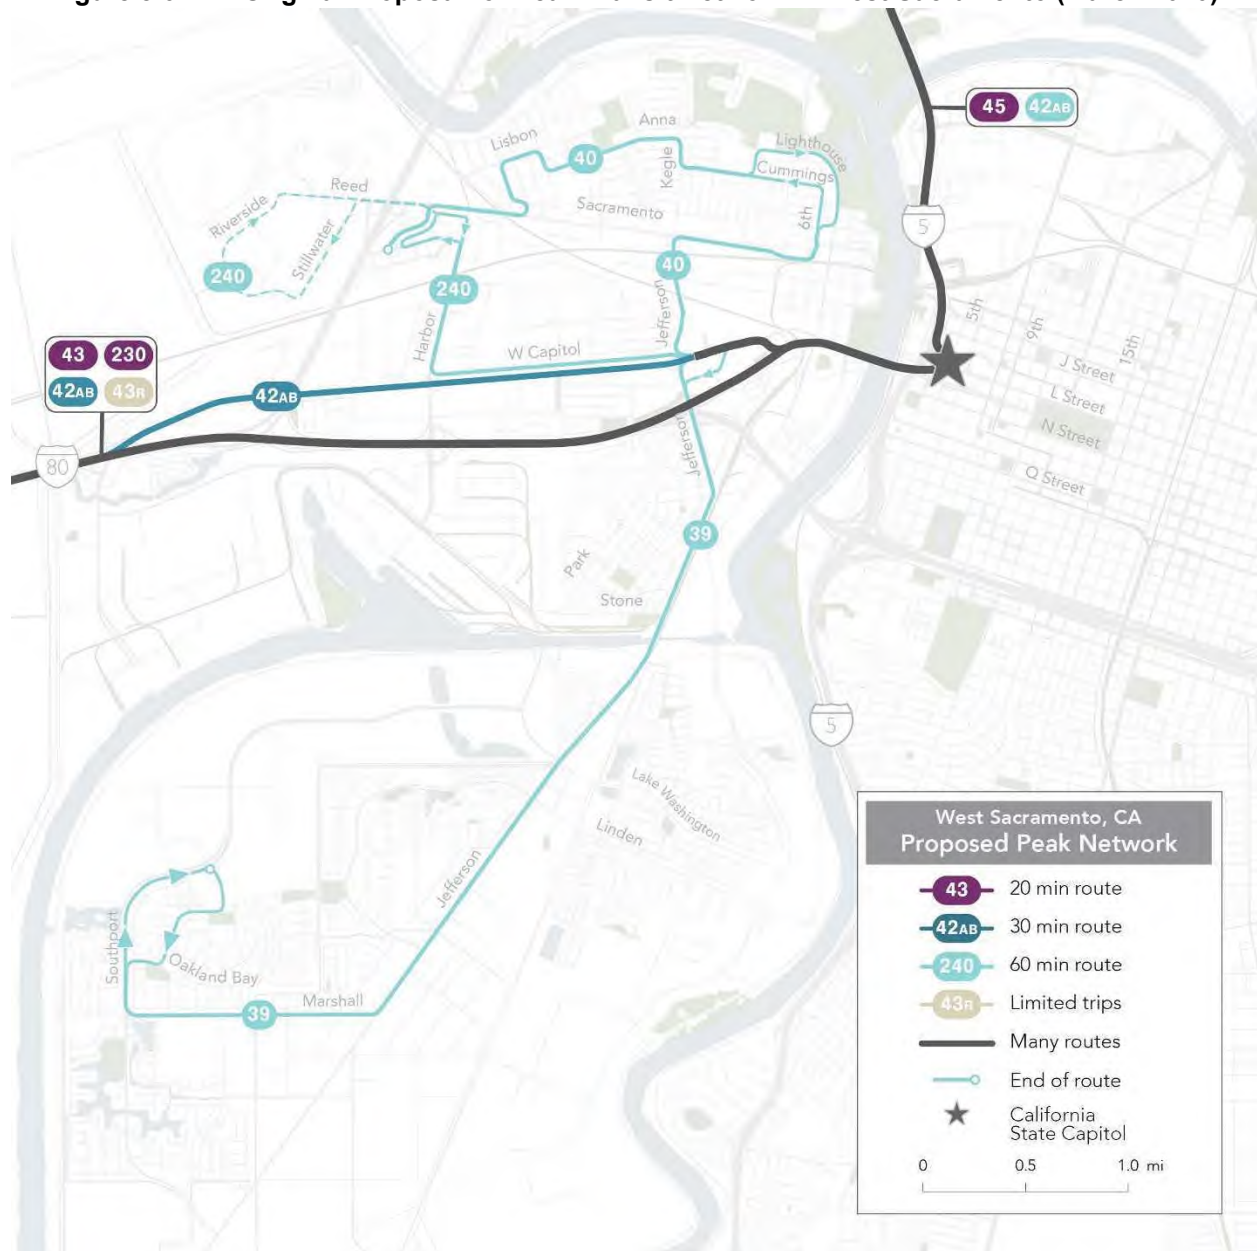 45 42AB
Anna
Lisbon
40
Lighthouse
Kegle
Cummings
Reed
Sacramento
6th
Riverside
5
Stillwater
240
40
240
Jefferson
5th
9th
15th
Harbor
W Capitol
J Street
43 230
42AB 43R
42AB
L Street
N Street
Jefferson
80
Q Street
39
Park
Stone
5
Lake Washington
Linden
Jefferson
Southport
Oakland Bay
Marshall
39
West Sacramento, CA
Proposed Peak Network
43 20 min route
42AB 30 min route
240 60 min route
43R Limited trips
Many routes
End of route
California
State Capitol
0 0.5 1.0 mi